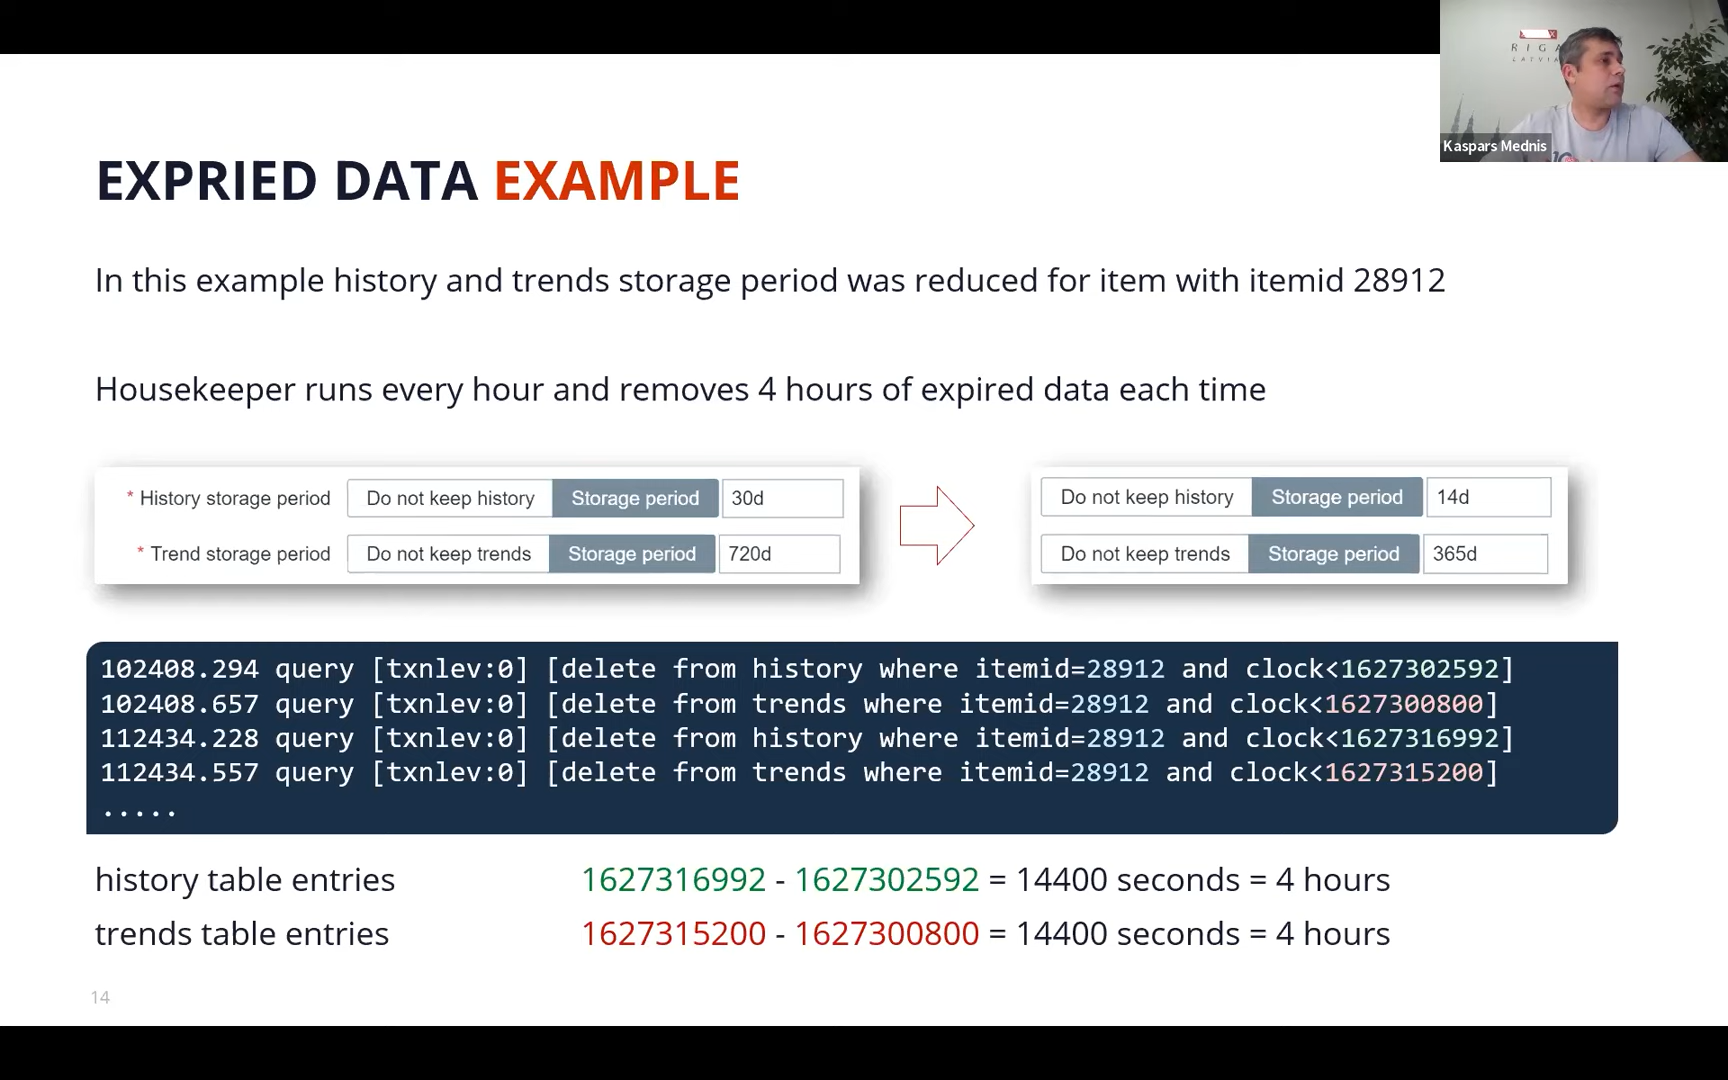 RIGA
LATVIA
Kaspars Mednis
EXPRIED DATA EXAMPLE
In this example history and trends storage period was reduced for item with itemid 28912
Housekeeper runs every hour and removes 4 hours of expired data each time
* History storage period Do not keep history Storage period 30d
* Trend storage period Do not keep trends Storage period 720d
Do not keep history Storage period 14d
Do not keep trends Storage period 365d
102408.294 query [txnlev:0] [delete from history where itemid=28912 and clock<1627302592]
102408.657 query [txnlev:0] [delete from trends where itemid=28912 and clock<1627300800]
112434.228 query [txnlev:0] [delete from history where itemid=28912 and clock<1627316992]
112434.557 query [txnlev:0] [delete from trends where itemid=28912 and clock<1627315200]
.....
history table entries 1627316992 - 1627302592 = 14400 seconds = 4 hours
trends table entries 1627315200 - 1627300800 = 14400 seconds = 4 hours
14